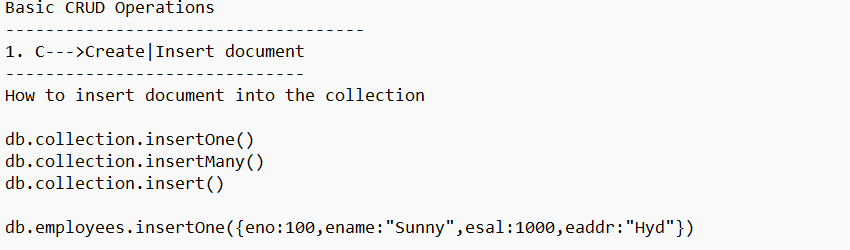 Basic CRUD Operations
------------------------------------
1. C--->Create|Insert document
------------------------------
How to insert document into the collection
db.collection.insertOne()
db.collection.insertMany()
db.collection.insert()
db.employees.insertOne({eno:100,ename:"Sunny",esal:1000,eaddr:"Hyd"})